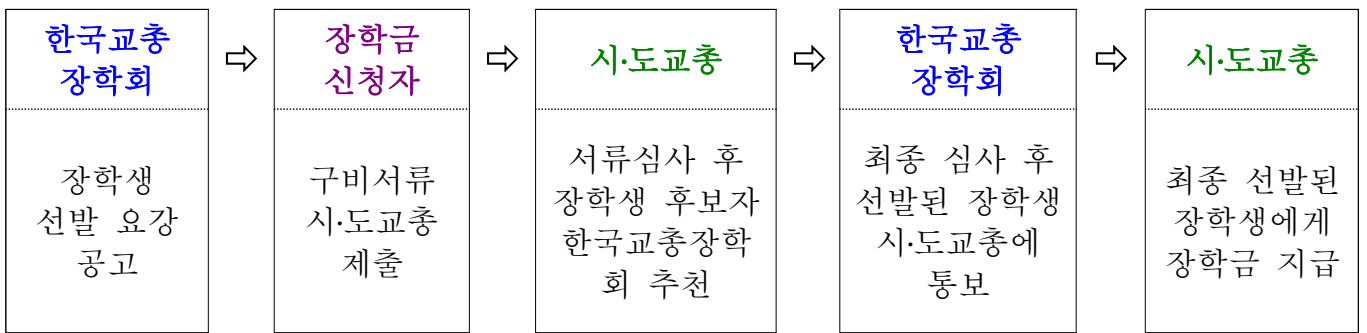 한국교총
장학회
장학생
선발 요강
공고
⇨
장학금
신청자
구비서류
시·도교총
제출
⇨
시·도교총
서류심사 후
장학생 후보자
한국교총장학
회 추천
⇨
한국교총
장학회
최종 심사 후
선발된 장학생
시·도교총에
통보
⇨
시·도교총
최종 선발된
장학생에게
장학금 지급